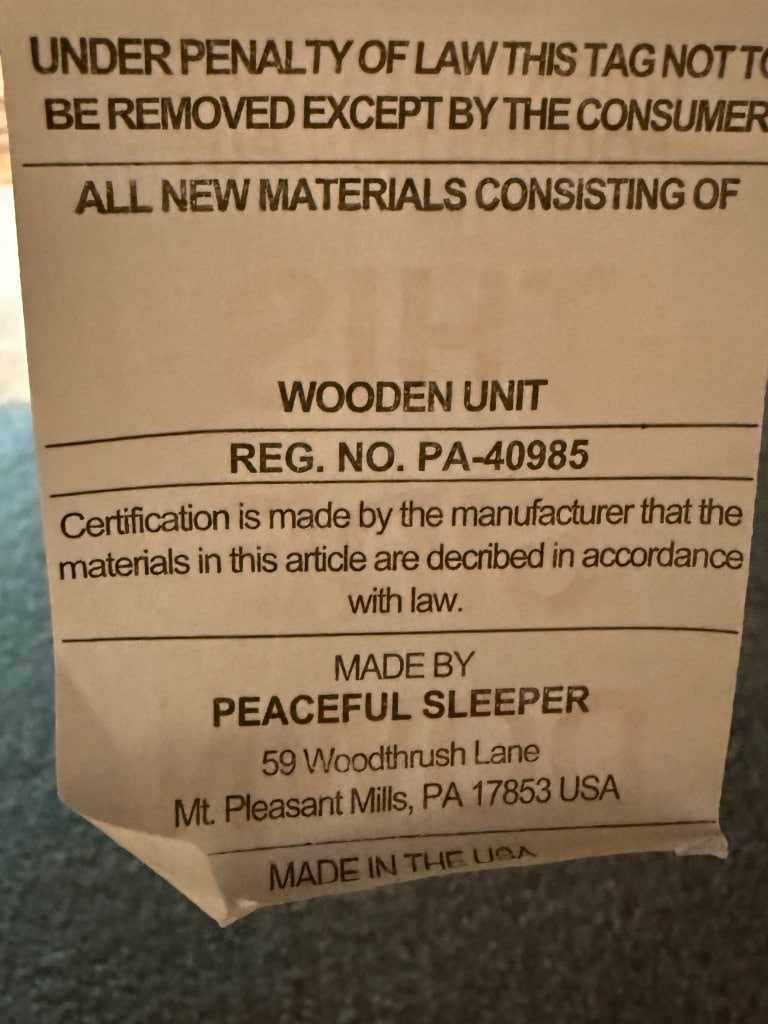 UNDER PENALTY OF LAW THIS TAG NOT TO
BE REMOVED EXCEPT BY THE CONSUMER
ALL NEW MATERIALS CONSISTING OF
THIS
WOODEN UNIT
REG. NO. PA-40985
Certification is made by the manufacturer that the
materials in this article are decribed in accordance
with law.
MADE BY
PEACEFUL SLEEPER
59 Woodthrush Lane
Mt. Pleasant Mills, PA 17853 USA
MADE IN THE USA